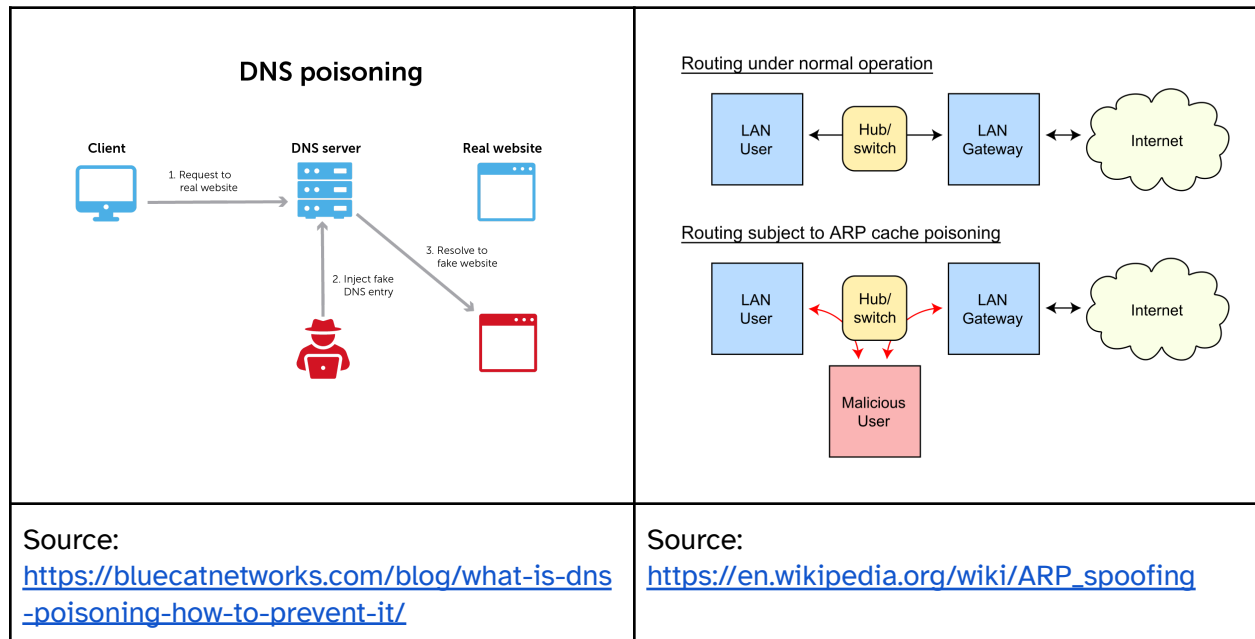 DNS poisoning
Client
DNS server
Real website
1. Request to
real website
2. Inject fake
DNS entry
3. Resolve to
fake website
Routing under normal operation
LAN
User
Hub/
switch
LAN
Gateway
Internet
Routing subject to ARP cache poisoning
LAN
User
Hub/
switch
LAN
Gateway
Internet
Malicious
User
Source:
https://bluecatnetworks.com/blog/what-is-dns
-poisoning-how-to-prevent-it/
Source:
https://en.wikipedia.org/wiki/ARP_spoofing